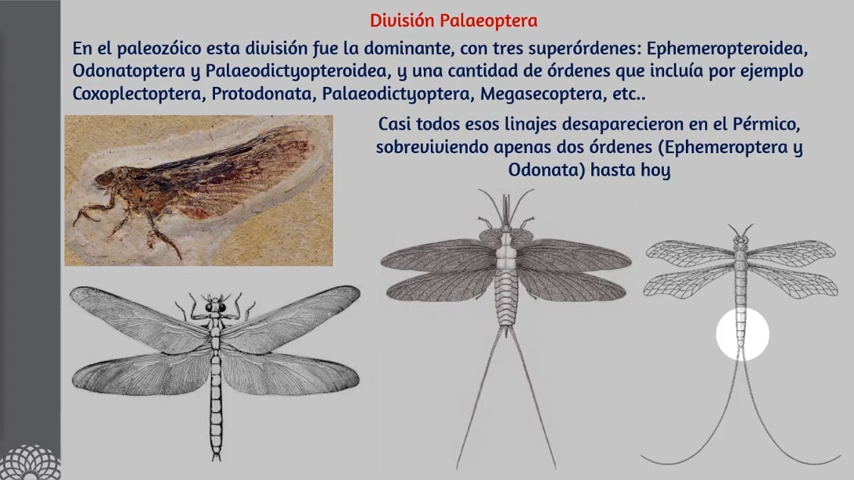 División Palaeoptera
En el paleozóico esta división fue la dominante, con tres superórdenes: Ephemeropteroidea,
Odonatoptera y Palaeodictyopteroidea, y una cantidad de órdenes que incluía por ejemplo
Coxoplectoptera, Protodonata, Palaeodictyoptera, Megasecoptera, etc..
Casi todos esos linajes desaparecieron en el Pérmico,
sobreviviendo apenas dos órdenes (Ephemeroptera y
Odonata) hasta hoy